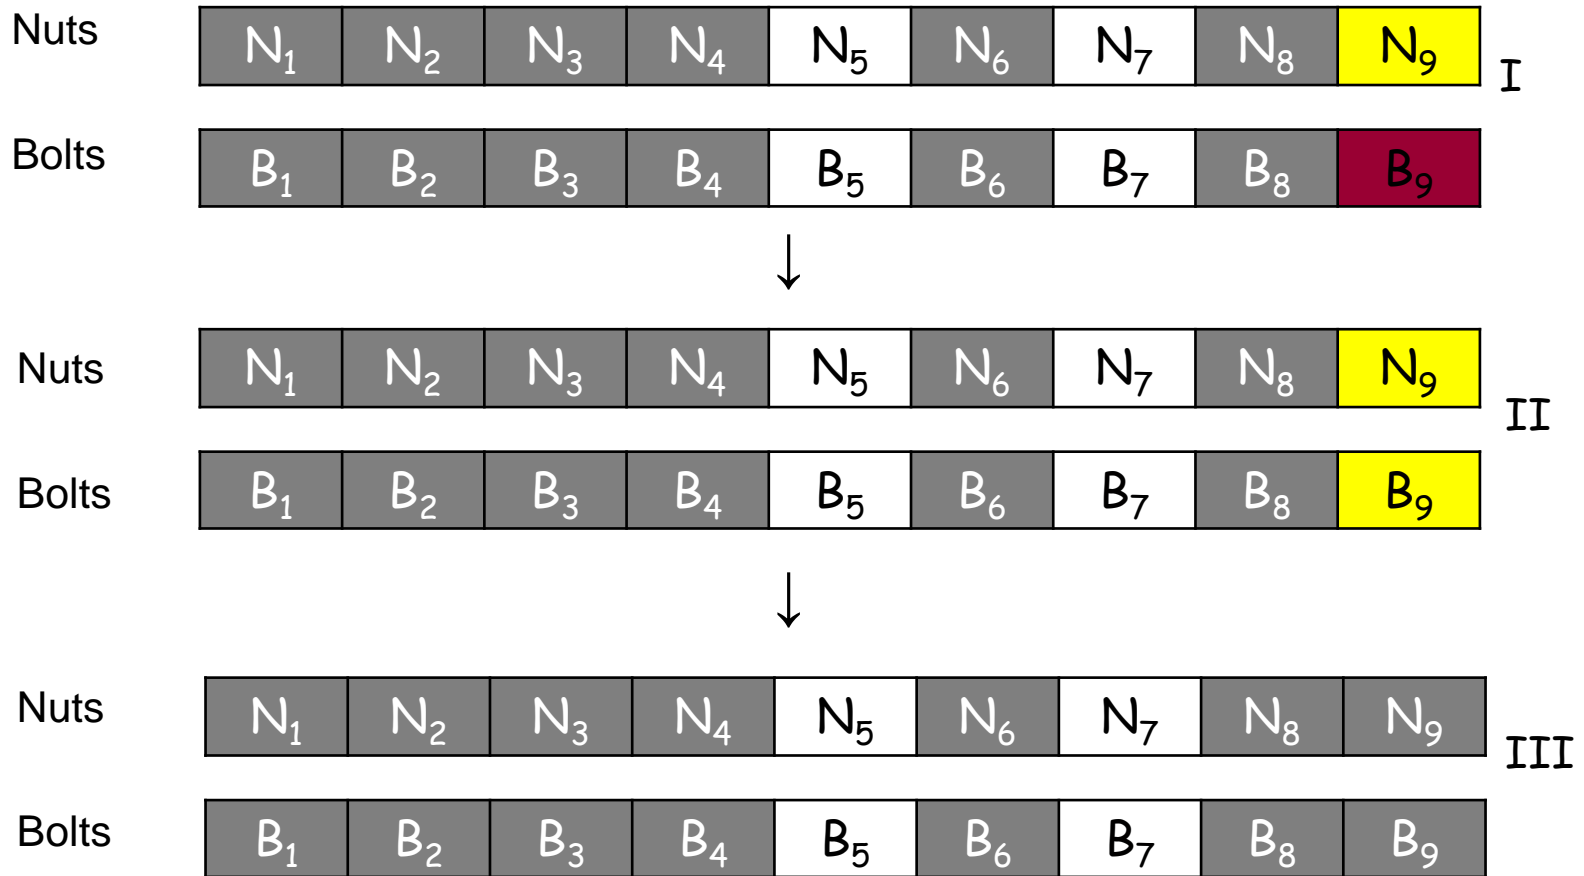 Nuts N₁ N₂ N₃ N₄ N₅ N₆ N₇ N₈ N₉
I
Bolts B₁ B₂ B₃ B₄ B₅ B₆ B₇ B₈ B₉
↓
Nuts N₁ N₂ N₃ N₄ N₅ N₆ N₇ N₈ N₉
II
Bolts B₁ B₂ B₃ B₄ B₅ B₆ B₇ B₈ B₉
↓
Nuts N₁ N₂ N₃ N₄ N₅ N₆ N₇ N₈ N₉
III
Bolts B₁ B₂ B₃ B₄ B₅ B₆ B₇ B₈ B₉